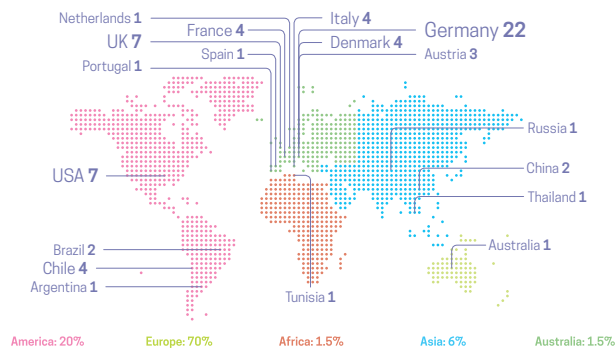 Netherlands 1
Italy 4
France 4
Germany 22
UK 7
Denmark 4
Spain 1
Austria 3
Portugal 1
Russia 1
China 2
USA 7
Thailand 1
Australia 1
Brazil 2
Chile 4
Argentina 1
Tunisia 1
America: 20% Europe: 70% Africa: 1.5% Asia: 6% Australia: 1.5%